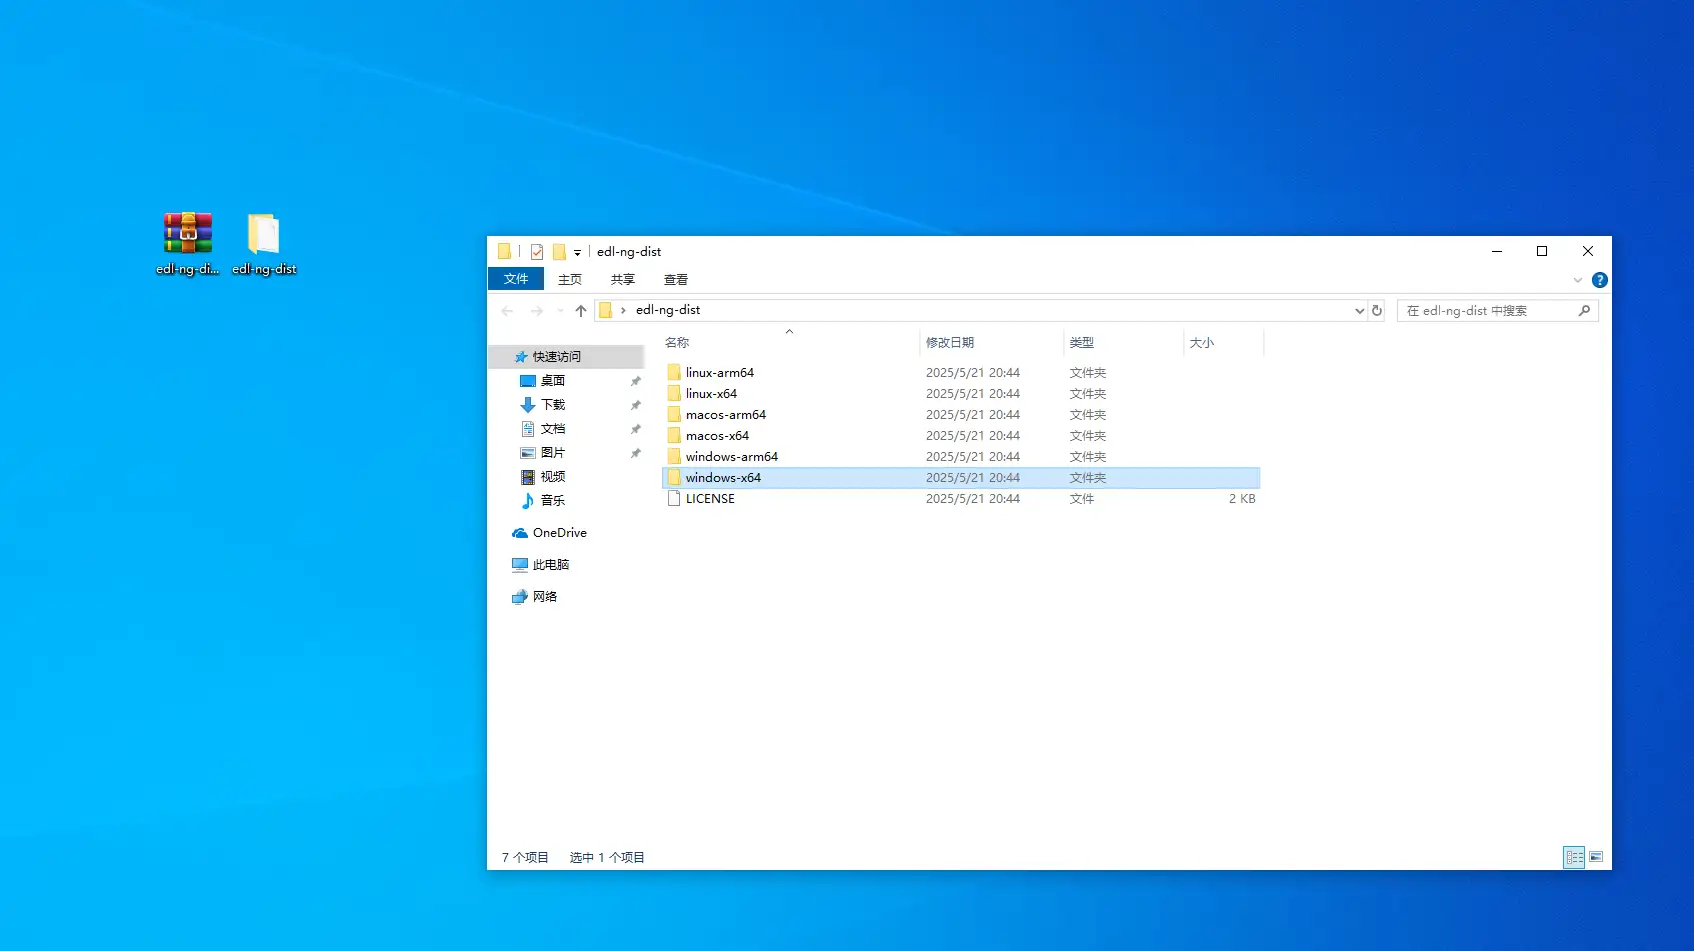 edl-ng-di...
edl-ng-dist
edl-ng-dist
文件 主页 共享 查看
edl-ng-dist
在 edl-ng-dist 中搜索
快速访问
桌面
下载
文档
图片
视频
音乐
OneDrive
此电脑
网络
名称 修改日期 类型 大小
linux-arm64 2025/5/21 20:44 文件夹
linux-x64 2025/5/21 20:44 文件夹
macos-arm64 2025/5/21 20:44 文件夹
macos-x64 2025/5/21 20:44 文件夹
windows-arm64 2025/5/21 20:44 文件夹
windows-x64 2025/5/21 20:44 文件夹
LICENSE 2025/5/21 20:44 文件 2 KB
7 个项目 选中 1 个项目